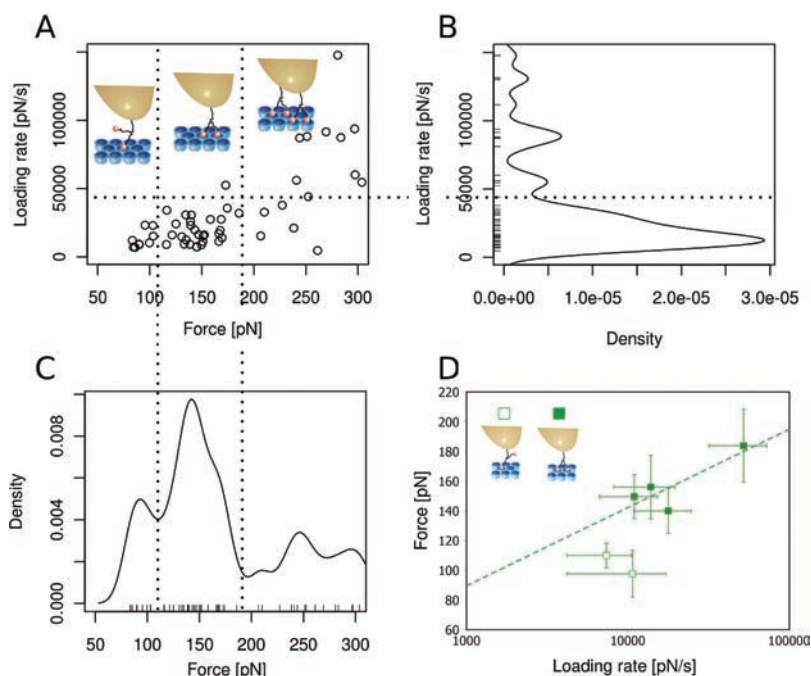 A
Loading rate [pN/s]
0
50000
100000
50
100
150
200
250
300
Force [pN]
B
Loading rate [pN/s]
0
50000
100000
0.0e+00
1.0e-05
2.0e-05
3.0e-05
Density
C
Density
0.000
0.004
0.008
50
100
150
200
250
300
Force [pN]
D
Force [pN]
220
200
180
160
140
120
100
80
60
1000
10000
100000
Loading rate [pN/s]